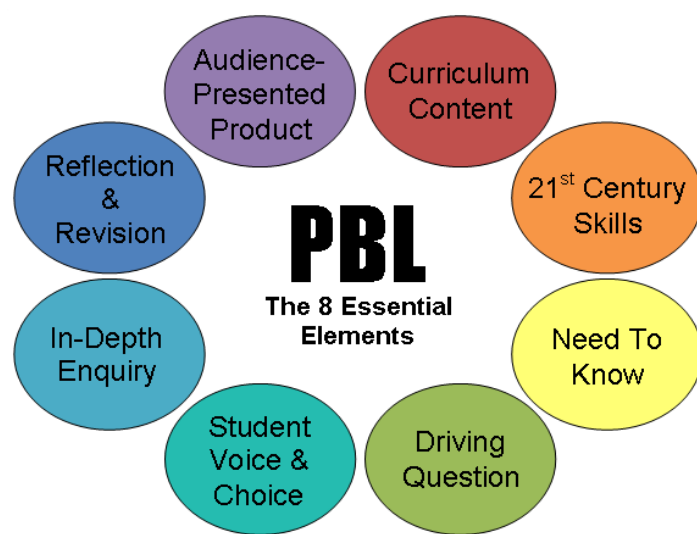 PBL
The 8 Essential
Elements
Curriculum
Content
21st Century
Skills
Need To
Know
Driving
Question
Student
Voice &
Choice
In-Depth
Enquiry
Reflection
&
Revision
Audience-
Presented
Product